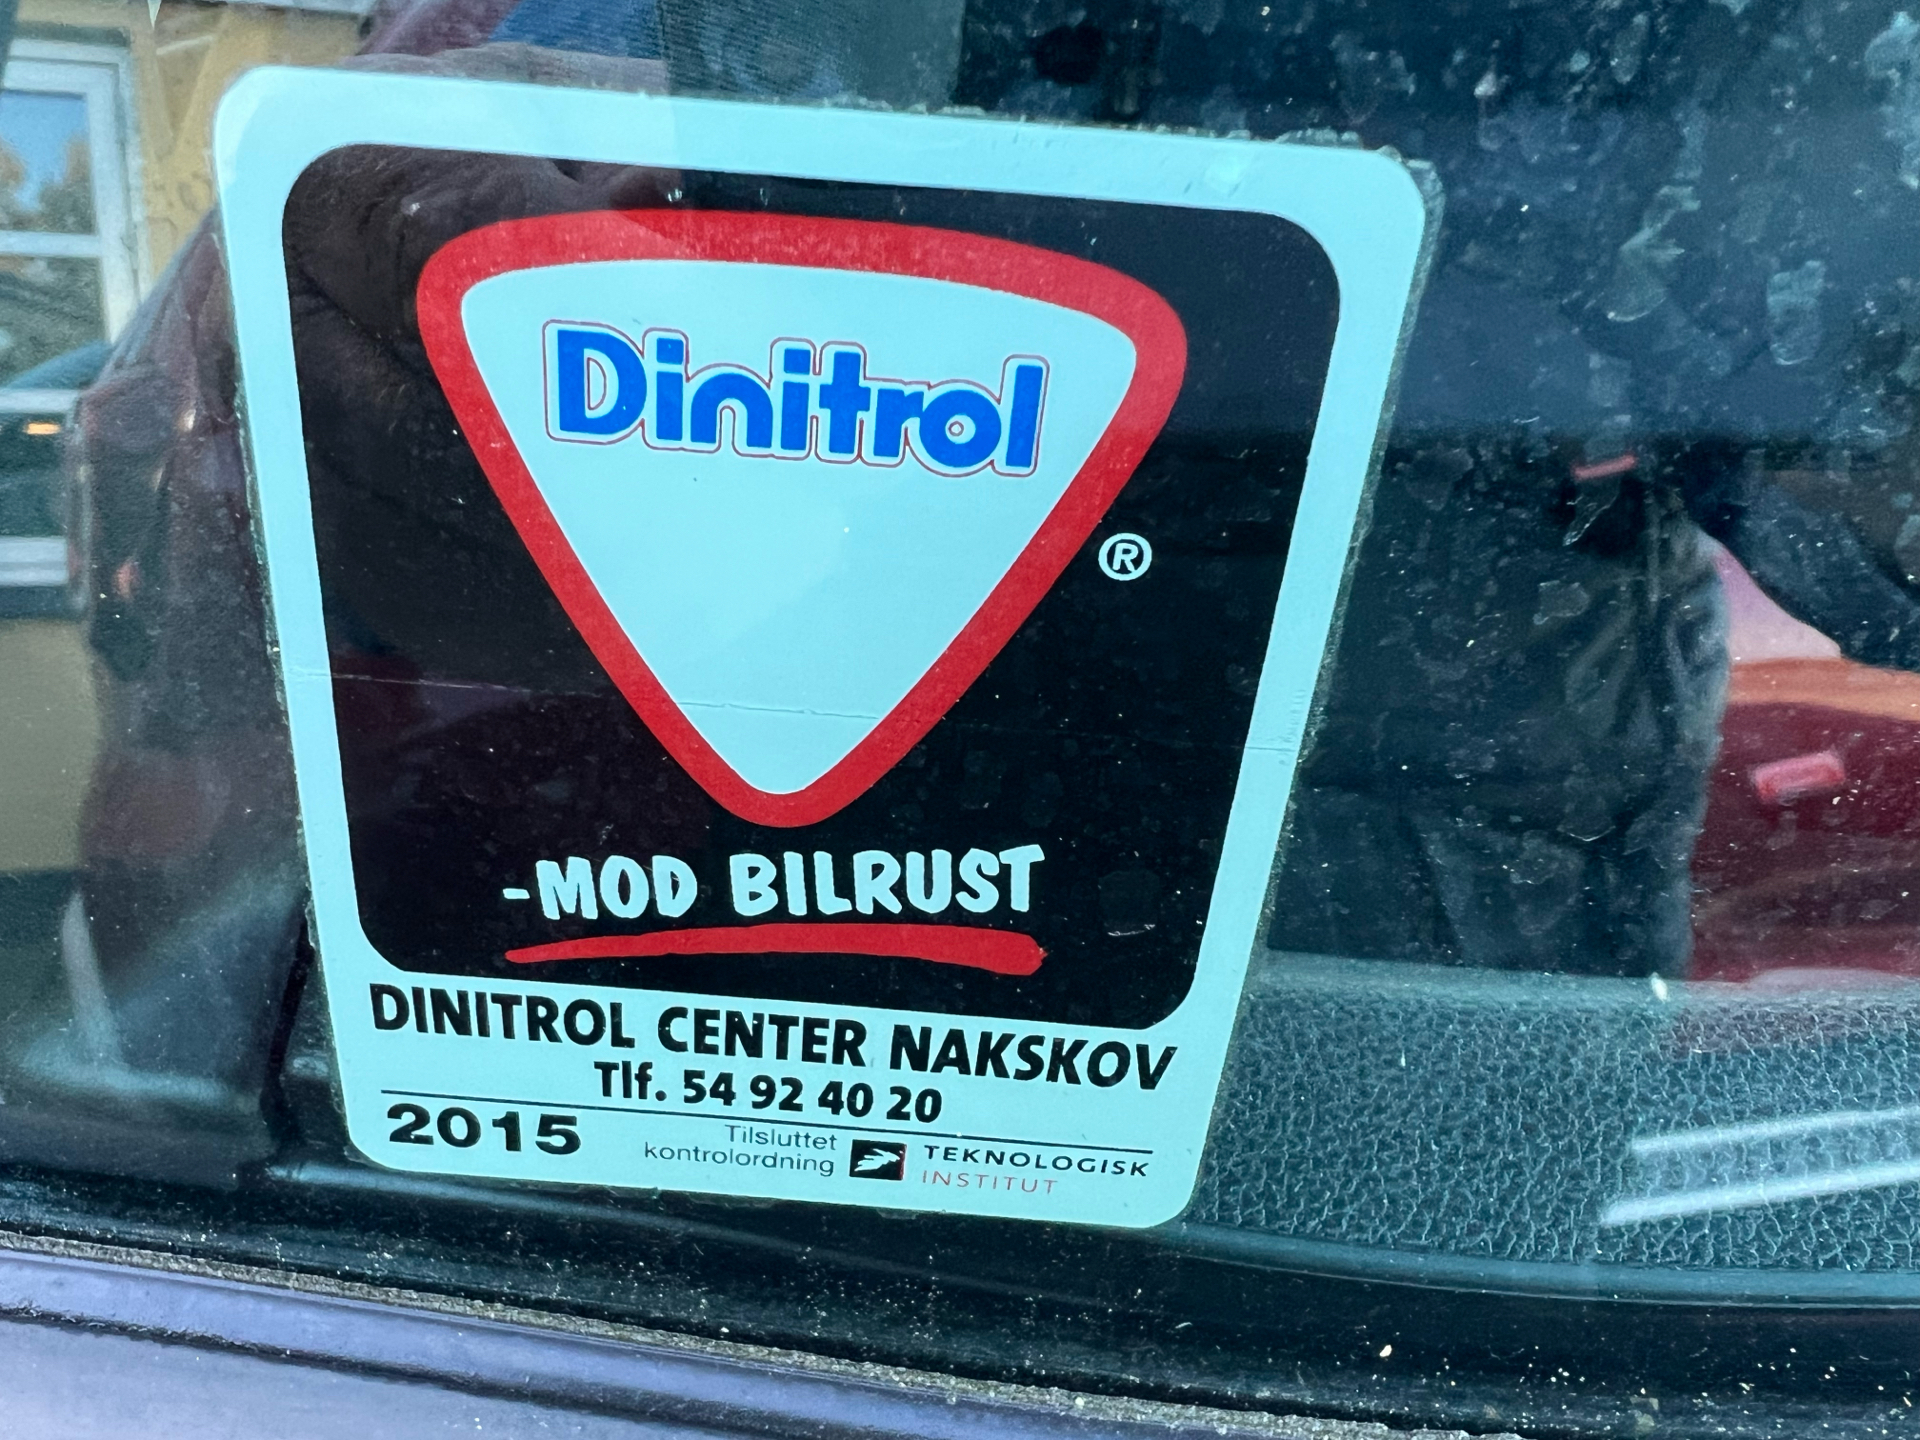 Dinitrol
®
-MOD BILRUST
DINITROL CENTER NAKSKOV
Tlf. 54 92 40 20
2015
Tilsluttet
kontrolordning
TEKNOLOGISK
INSTITUT